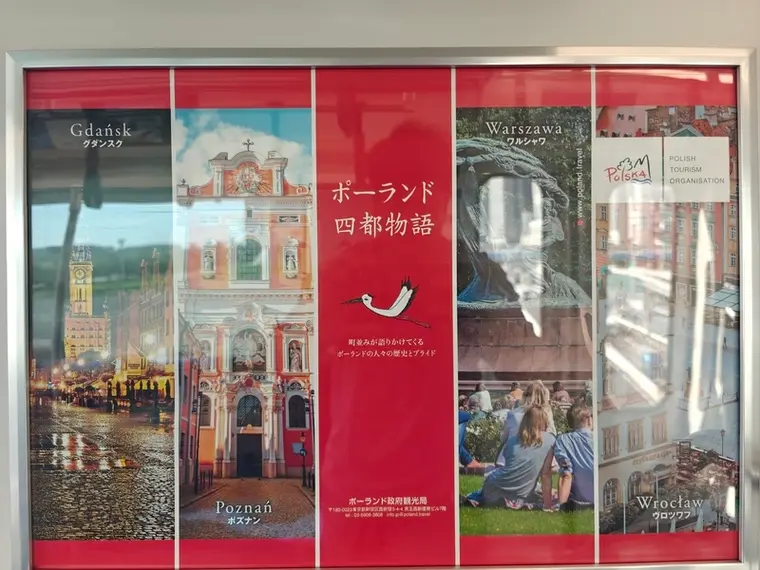 Gdańsk
グダンスク
Poznań
ポズナン
ポーランド
四都物語
町並みが語りかけてくる
ポーランドの人々の歴史とプライド
ポーランド政府観光局
Warszawa
ワルシャワ
www.poland.travel
POLSKA
POLISH
TOURISM
ORGANISATION
Wrocław
ヴロツワフ